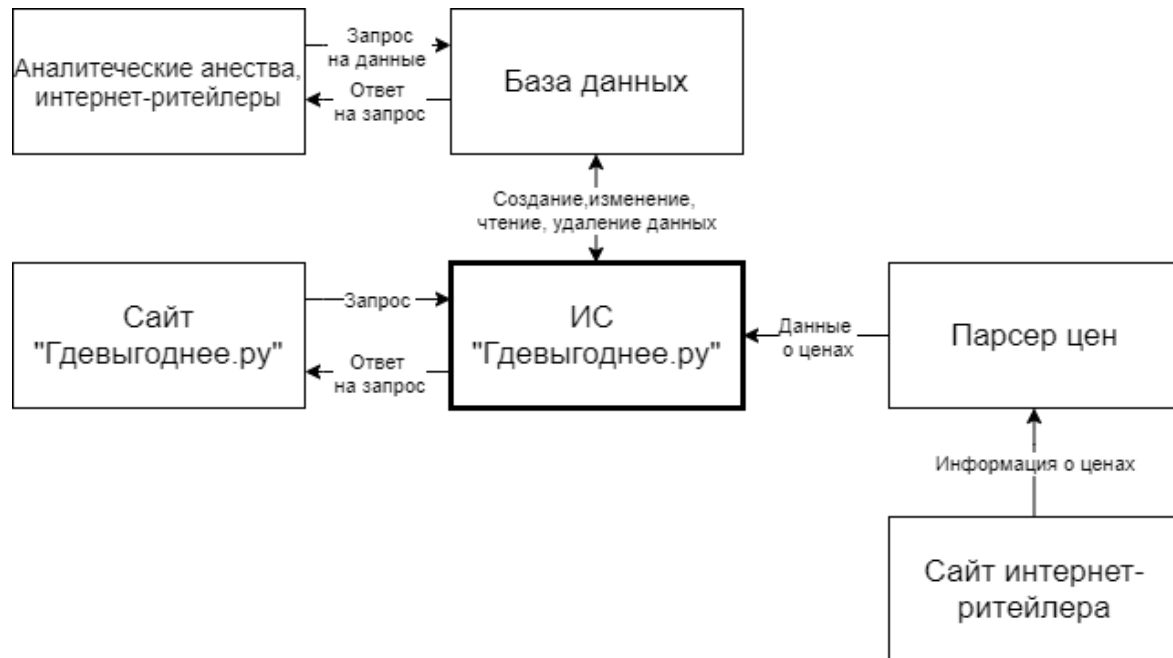 Аналитеческие анества,
интернет-ритейлеры
Запрос
на данные
Ответ
на запрос
База данных
Создание,изменение,
чтение, удаление данных
Сайт
"Гдевыгоднее.ру"
Запрос
Ответ
на запрос
ИС
"Гдевыгоднее.ру"
Данные
о ценах
Парсер цен
Информация о ценах
Сайт интернет-
ритейлера